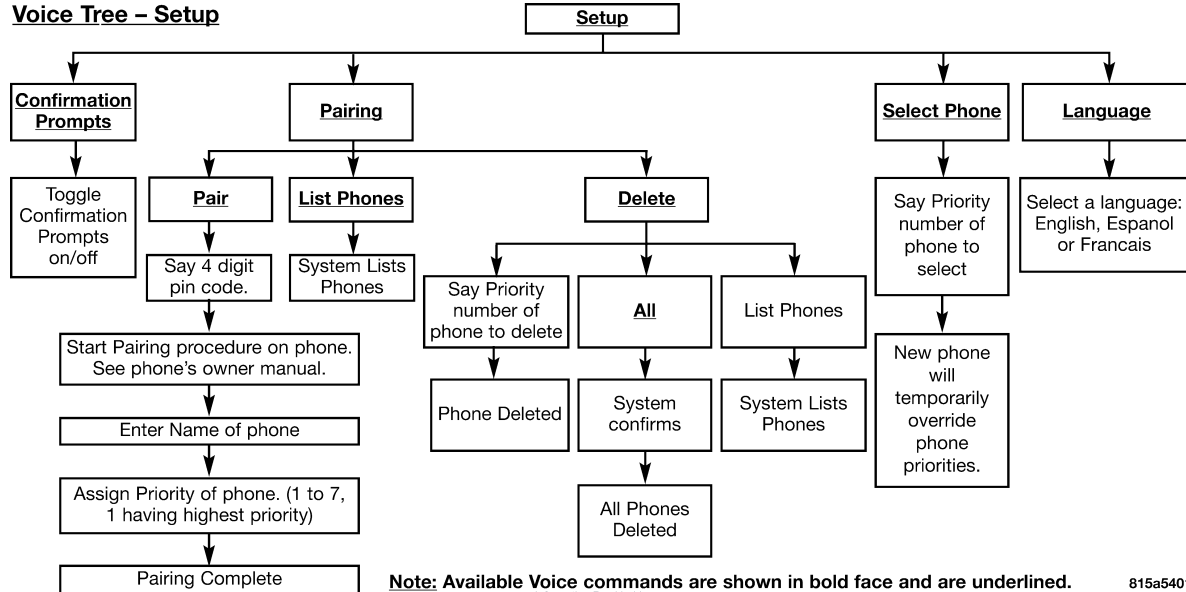 Voice Tree – Setup
Setup
Confirmation
Prompts
Pairing
Select Phone
Language
Toggle
Confirmation
Prompts
on/off
Pair
List Phones
Delete
Say Priority
number of
phone to
select
Select a language:
English, Espanol
or Francais
Say 4 digit
pin code.
System Lists
Phones
Say Priority
number of
phone to delete
All
List Phones
Start Pairing procedure on phone.
See phone's owner manual.
New phone
will
temporarily
override
phone
priorities.
Phone Deleted
System
confirms
System Lists
Phones
Enter Name of phone
Assign Priority of phone. (1 to 7,
1 having highest priority)
All Phones
Deleted
Pairing Complete
Note: Available Voice commands are shown in bold face and are underlined.
815a5401